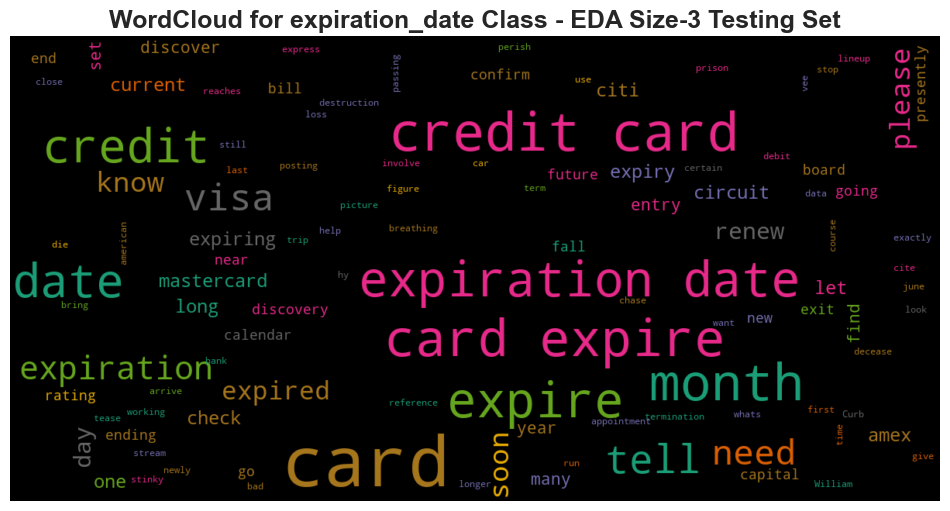 WordCloud for expiration_date Class - EDA Size-3 Testing Set
end
set
discover
express
perish
lineup
please
presently
close
current
reaches
bill
passing
confirm
use
citi
prison
vee
stop
destruction
loss
credit
credit card
still
know
last
posting
involve
car
future
expiry
certain
debit
board
visa
figure
term
entry
circuit
data
going
picture
die
american
expiring
trip
help
breathing
fall
renew
course
exactly
near
date
mastercard
hy
expiration date
let
cite
bring
long
discovery
chase
june
calendar
card expire
want
new
exit
find
look
expiration
bank
decease
rating
arrive
expired
expire
month
tease
working
check
reference
appointment
termination
whats
first
Curb
day
ending
soon
year
time
amex
stream
card
tell
need
give
one
stinky
newly
go
bad
longer
many
run
capital
William